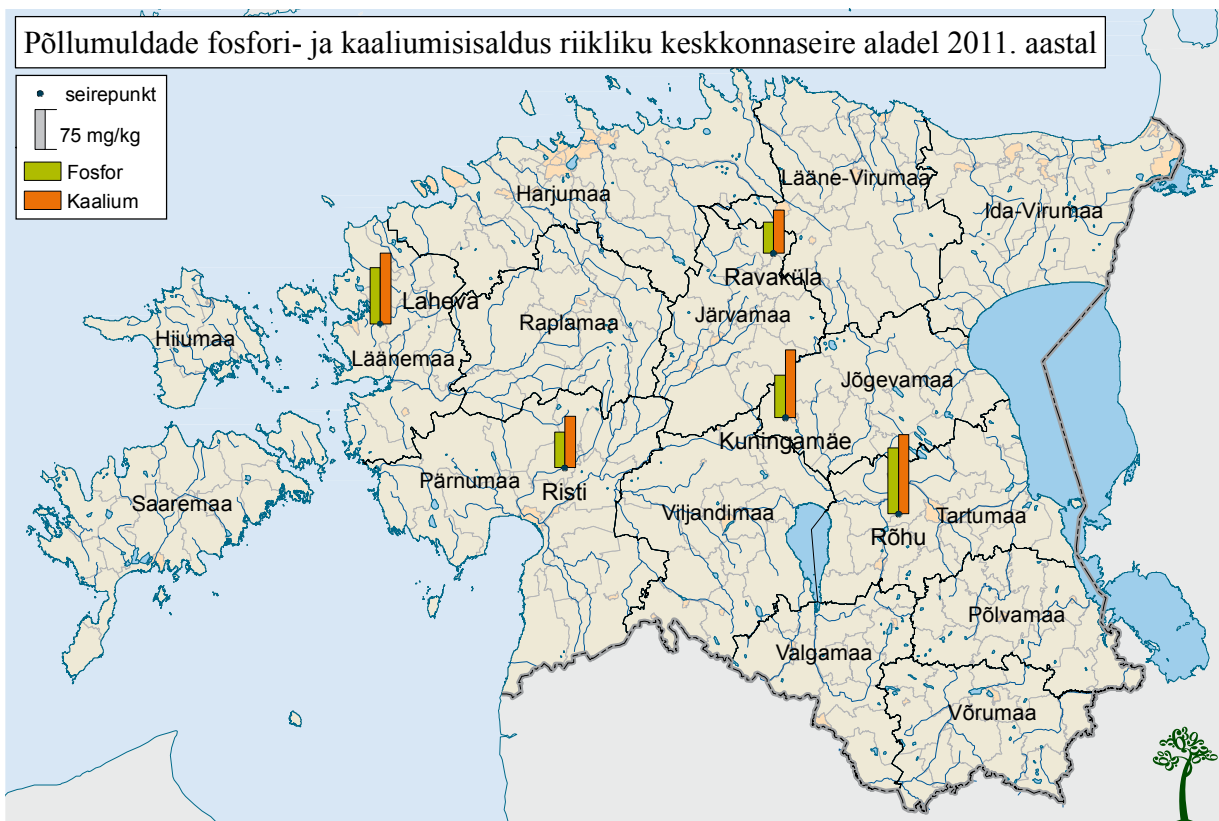 Põllumuldade fosfori- ja kaaliumisisaldus riikliku keskkonnaseire aladel 2011. aastal
seirepunkt
75 mg/kg
Fosfor
Kaalium
Lääne-Virumaa
Harjumaa
Ida-Virumaa
Ravaküla
Laheva
Järvamaa
Raplamaa
Hiiumaa
Läänemaa
Jõgevamaa
Kuningamäe
Pärnumaa
Risti
Saaremaa
Viljandimaa
Tartumaa
Rõhu
Põlvamaa
Valgamaa
Võrumaa